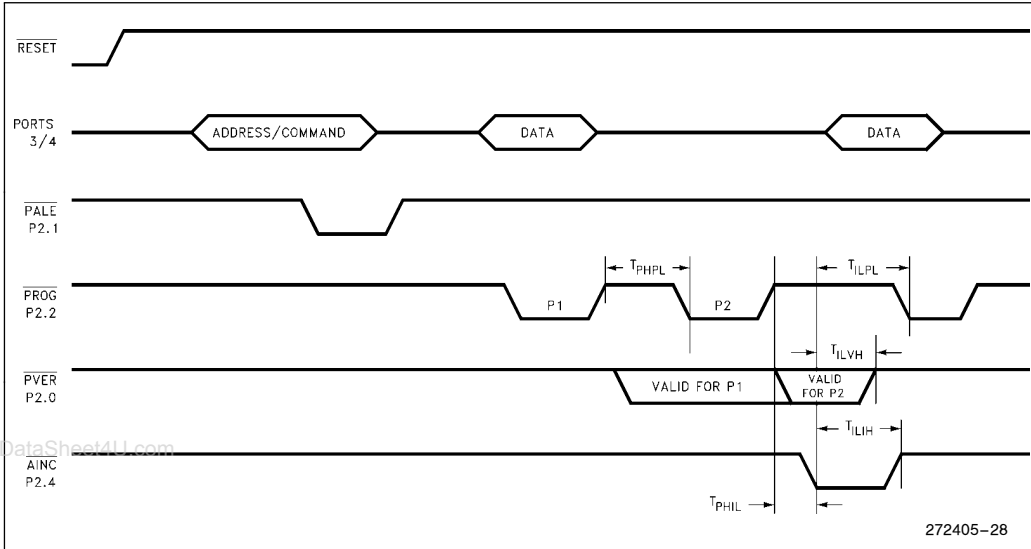 RESET
PORTS
3/4
ADDRESS/COMMAND
DATA
DATA
PALE
P2.1
PROG
P2.2
P1
TPHPL
P2
TILPL
PVER
P2.0
VALID FOR P1
VALID
FOR P2
TILVH
DataSheet4U.com
AINC
P2.4
TILIH
TPHIL
272405-28